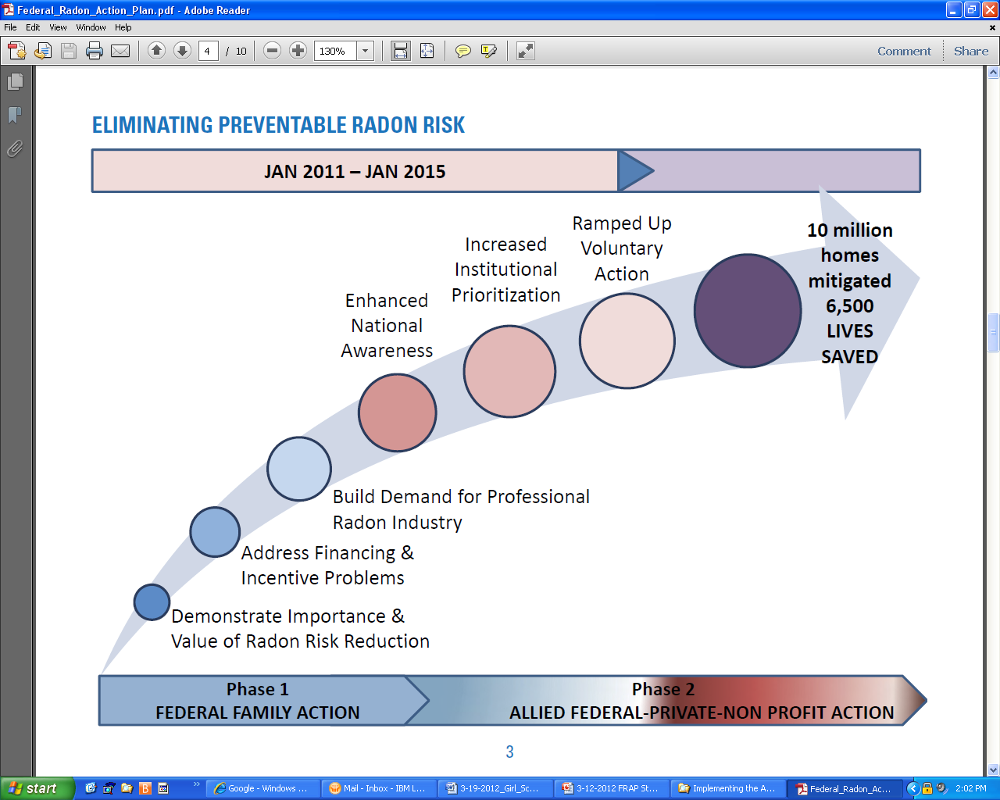 Federal_Radon_Action_Plan.pdf - Adobe Reader
File Edit View Window Help
4 / 10 130% Comment Share
ELIMINATING PREVENTABLE RADON RISK
JAN 2011 – JAN 2015
10 million
homes
mitigated
6,500
LIVES
SAVED
Ramped Up
Voluntary
Action
Increased
Institutional
Prioritization
Enhanced
National
Awareness
Build Demand for Professional
Radon Industry
Address Financing &
Incentive Problems
Demonstrate Importance &
Value of Radon Risk Reduction
Phase 1
FEDERAL FAMILY ACTION
Phase 2
ALLIED FEDERAL-PRIVATE-NON PROFIT ACTION
3
start Google - Windows ... Mail - Inbox - IBM L... 3-19-2012_Girl_Sc... 3-12-2012 FRAP St... Implementing the A... Federal_Radon_Ac... 2:02 PM